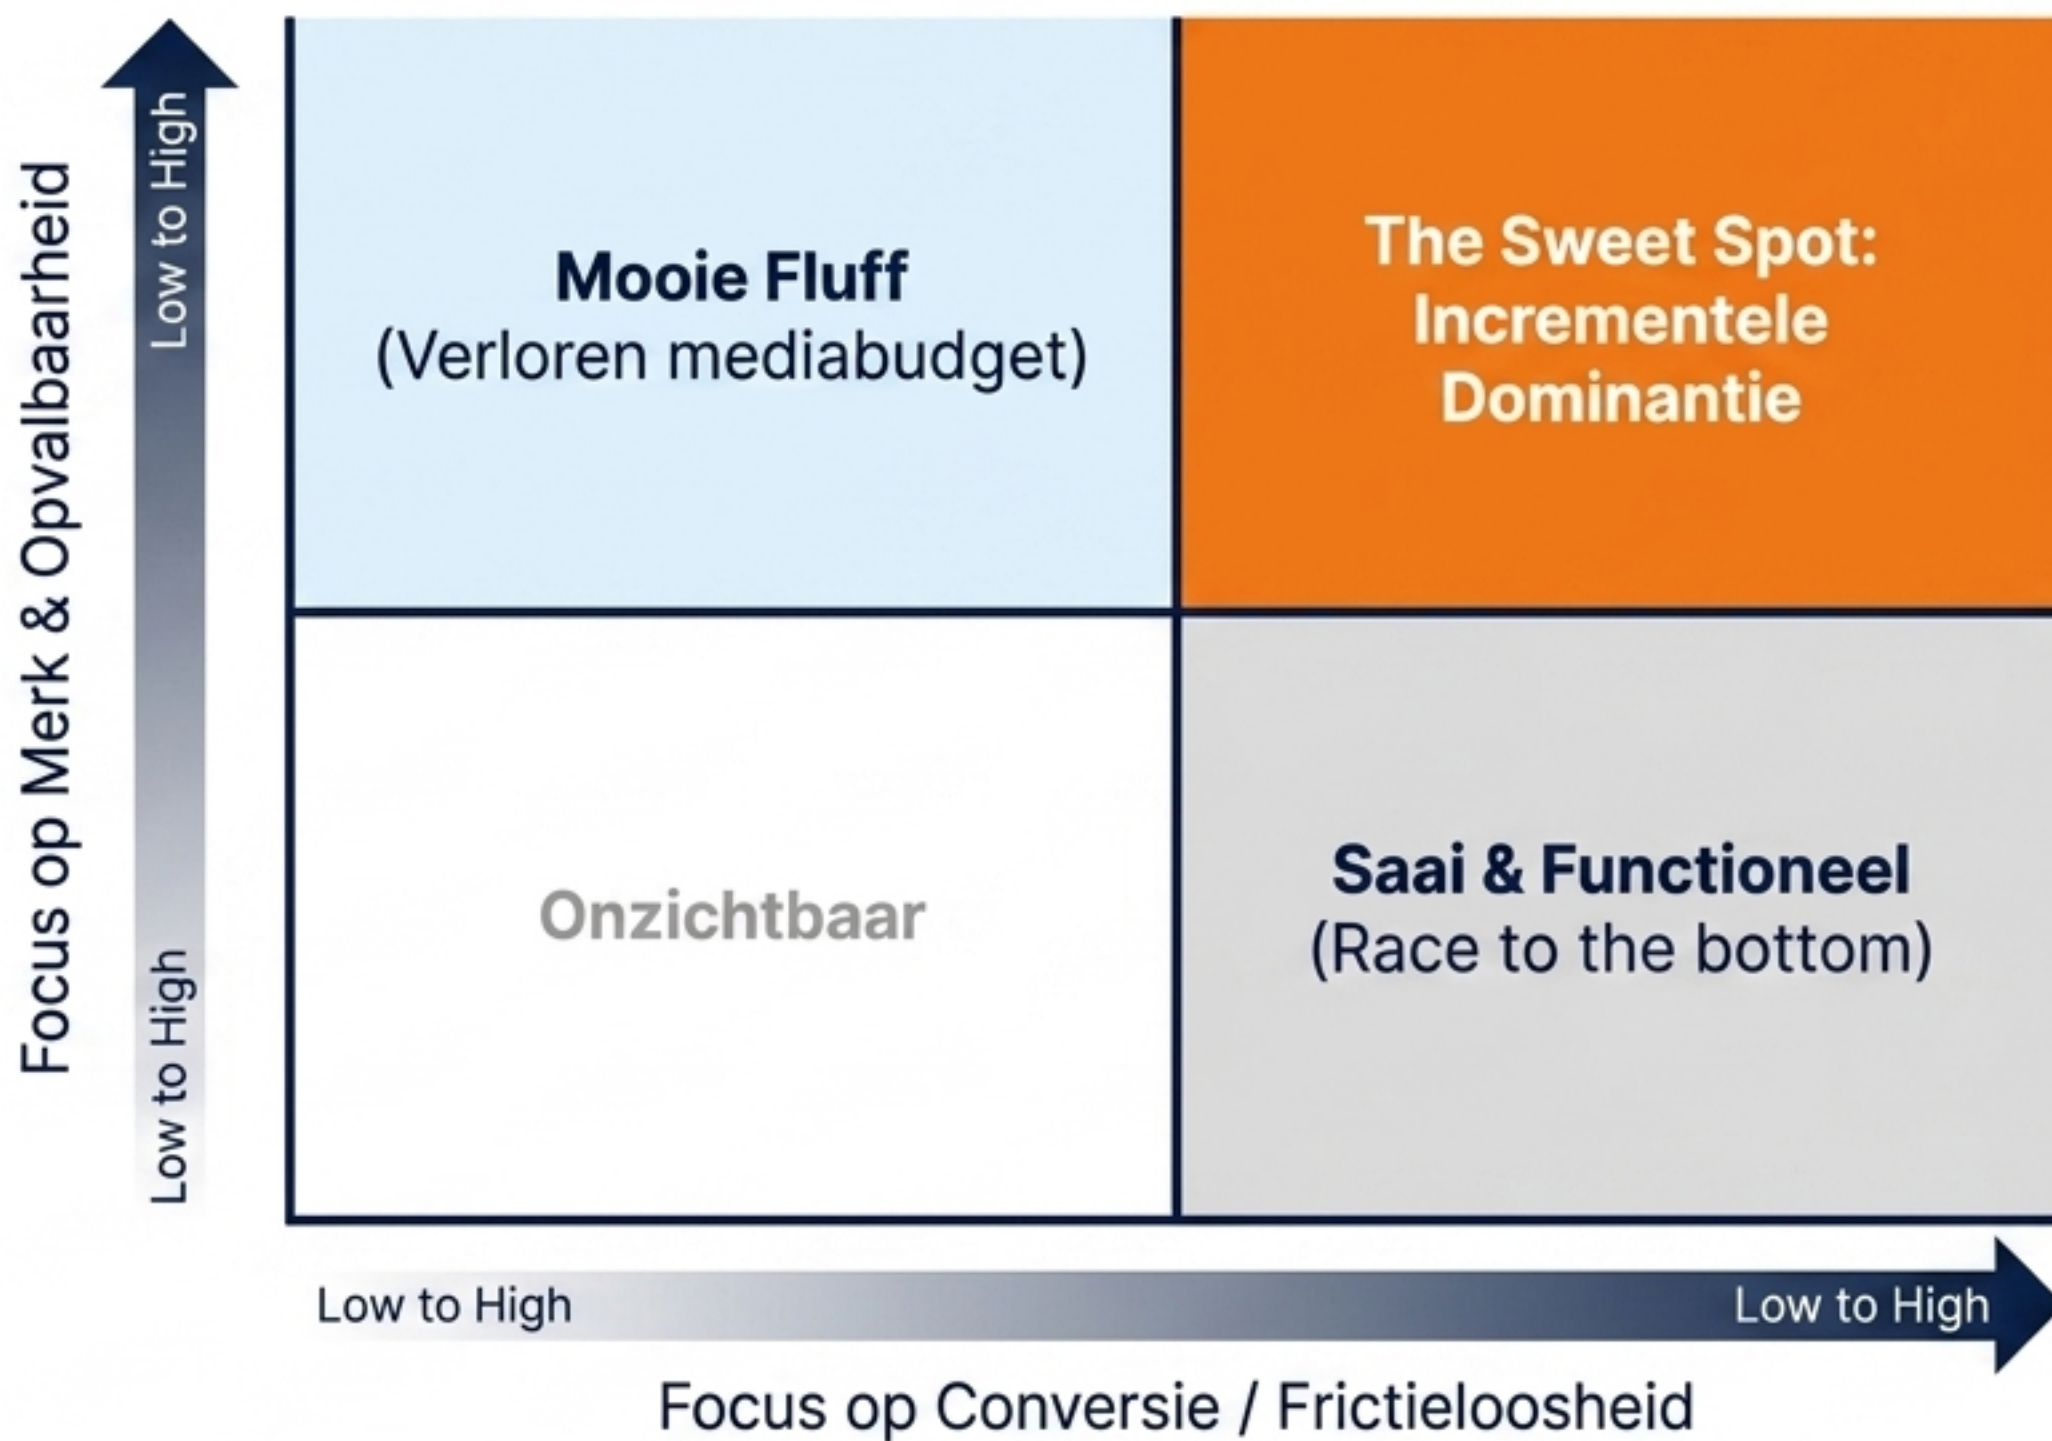 Focus op Merk & Opvalbaarheid
Low to High
Low to High
Mooie Fluff
(Verloren mediabudget)
The Sweet Spot:
Incrementele
Dominantie
Onzichtbaar
Saai & Functioneel
(Race to the bottom)
Low to High
Low to High
Focus op Conversie / Frictieloosheid